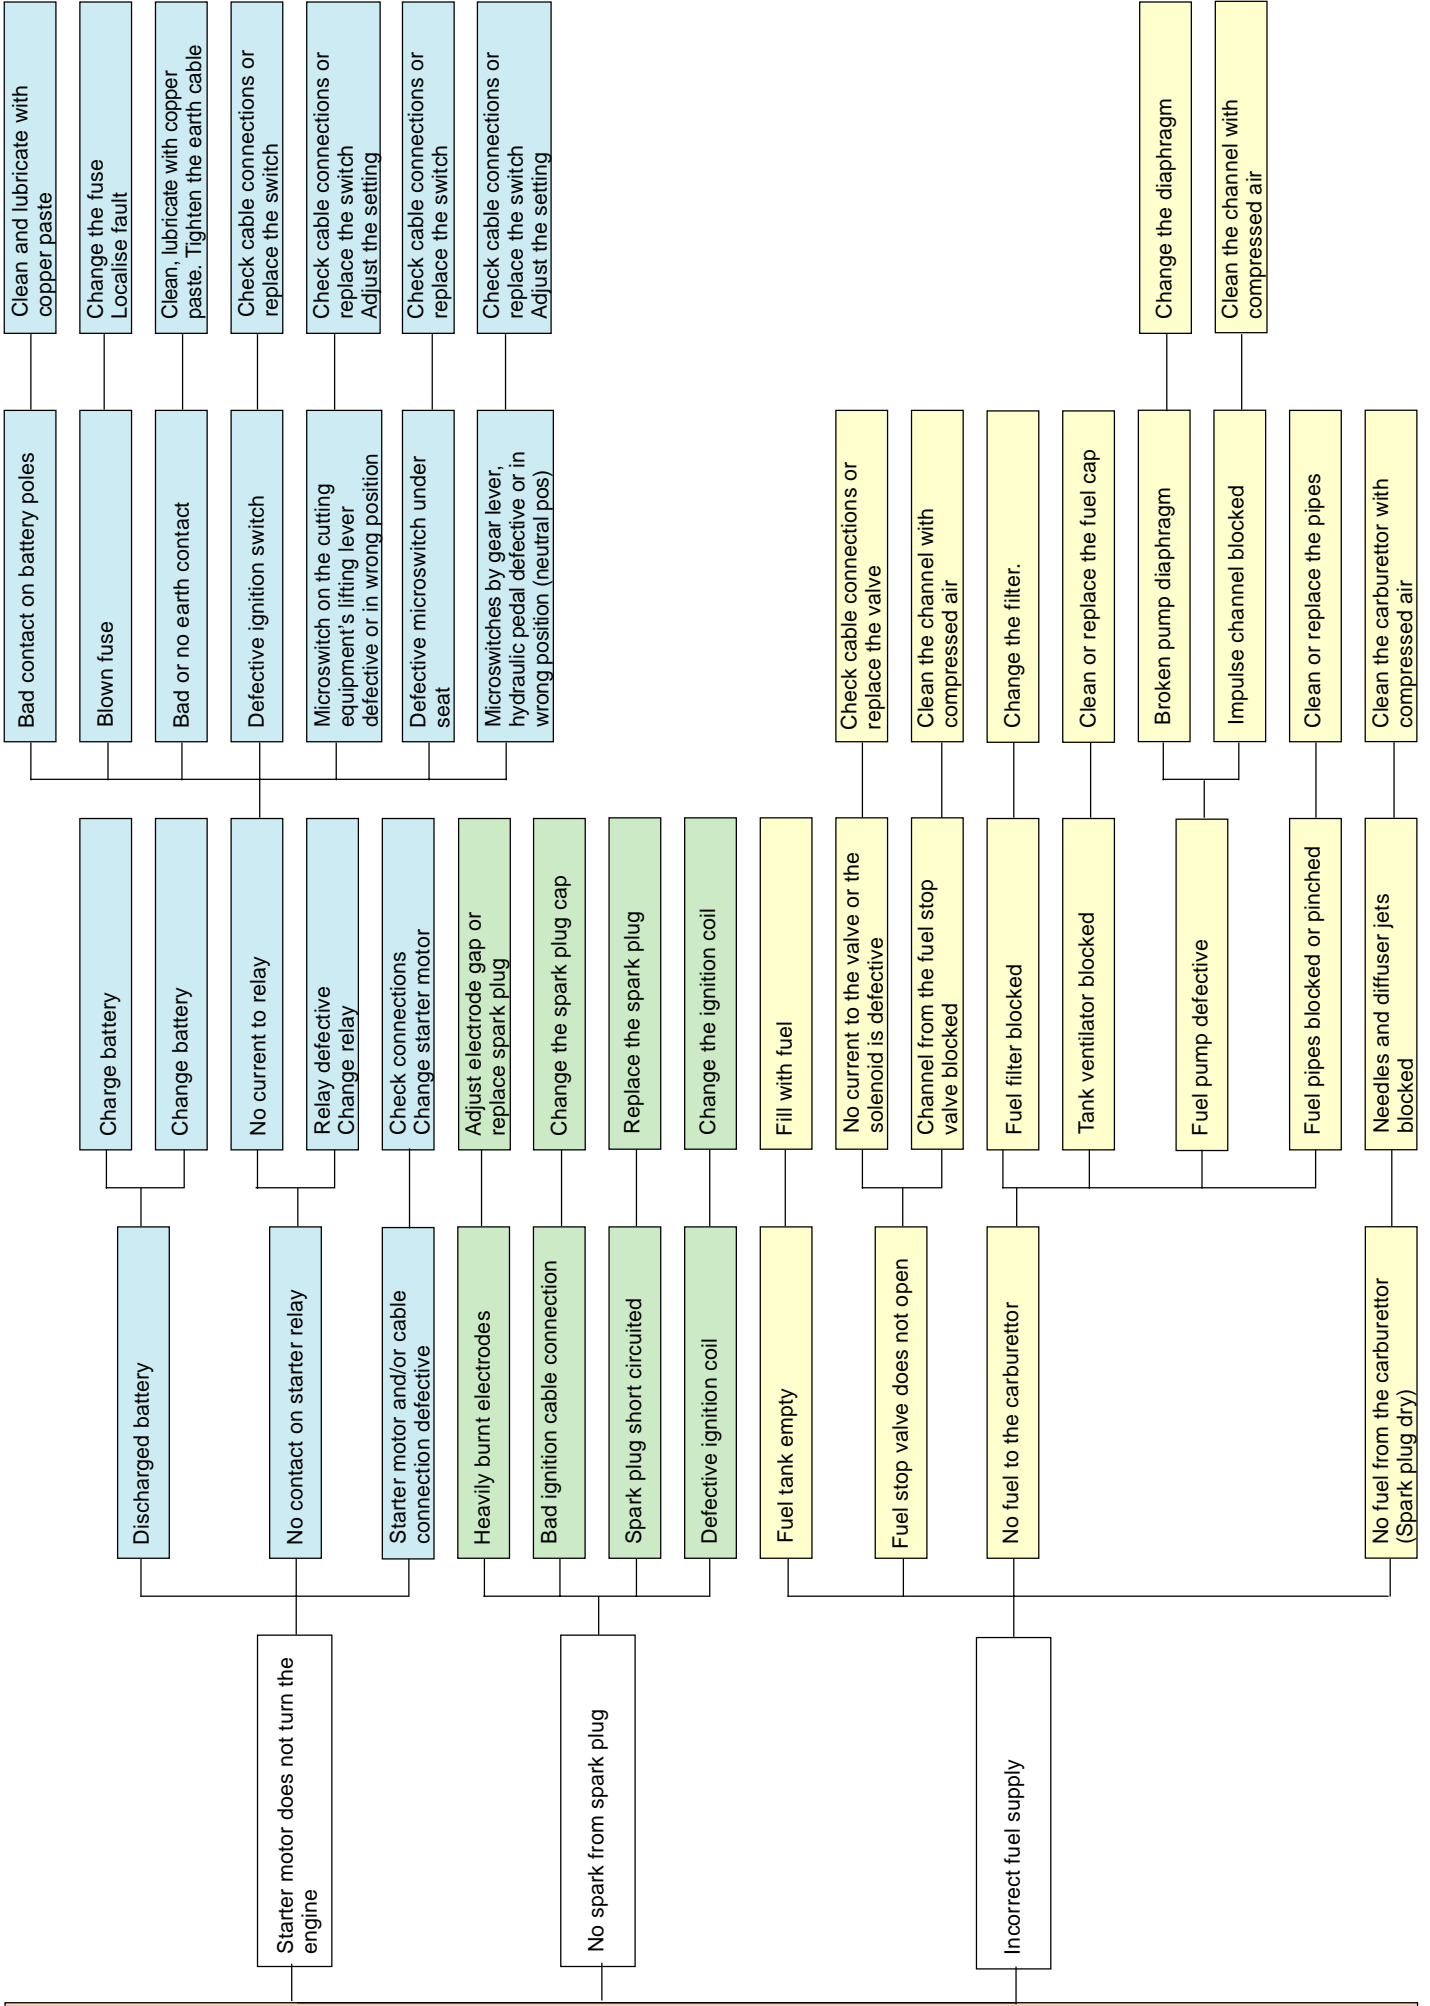 Starter motor does not turn the
engine
Discharged battery
Charge battery
Change battery
No contact on starter relay
No current to relay
Bad contact on battery poles
Clean and lubricate with
copper paste
Blown fuse
Change the fuse
Localise fault
Bad or no earth contact
Clean, lubricate with copper
paste. Tighten the earth cable
Defective ignition switch
Check cable connections or
replace the switch
Microswitch on the cutting
equipment's lifting lever
defective or in wrong position
Check cable connections or
replace the switch
Adjust the setting
Defective microswitch under
seat
Check cable connections or
replace the switch
Microswitches by gear lever,
hydraulic pedal defective or in
wrong position (neutral pos)
Check cable connections or
replace the switch
Adjust the setting
Relay defective
Change relay
Starter motor and/or cable
connection defective
Check connections
Change starter motor
No spark from spark plug
Heavily burnt electrodes
Adjust electrode gap or
replace spark plug
Bad ignition cable connection
Change the spark plug cap
Spark plug short circuited
Replace the spark plug
Defective ignition coil
Change the ignition coil
Incorrect fuel supply
Fuel tank empty
Fill with fuel
Fuel stop valve does not open
No current to the valve or the
solenoid is defective
Check cable connections or
replace the valve
Channel from the fuel stop
valve blocked
Clean the channel with
compressed air
No fuel to the carburettor
Fuel filter blocked
Change the filter.
Tank ventilator blocked
Clean or replace the fuel cap
Fuel pump defective
Broken pump diaphragm
Change the diaphragm
Impulse channel blocked
Clean the channel with
compressed air
Fuel pipes blocked or pinched
Clean or replace the pipes
No fuel from the carburettor
(Spark plug dry)
Needles and diffuser jets
blocked
Clean the carburettor with
compressed air